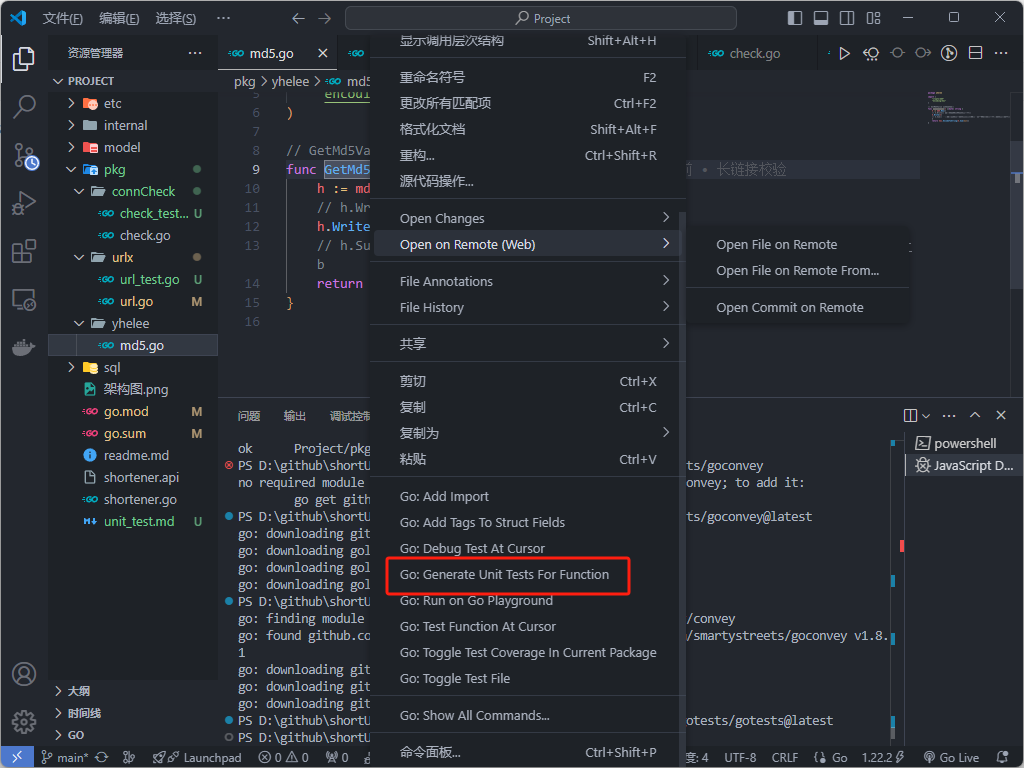 文件(F) 编辑(E) 选择(S) ··· Project
资源管理器 ···
PROJECT
etc
internal
model
pkg
connCheck
check_test... U
check.go
urlx
url_test.go U
url.go M
yhelee
md5.go
sql
架构图.png
go.mod M
go.sum M
readme.md
shortener.api
shortener.go
unit_test.md U
大纲
时间线
GO
md5.go
check.go
pkg > yhelee > md5
5 encodi
6 )
7
8 // GetMd5Va
9 func GetMd5
前 • 长链接校验
10 h := md
11 // h.Wr
12 h.Write
13 // h.Su
b
14 return
15 }
16
显示调用层次结构 Shift+Alt+H
重命名符号 F2
更改所有匹配项 Ctrl+F2
格式化文档 Shift+Alt+F
重构... Ctrl+Shift+R
源代码操作...
Open Changes
Open on Remote (Web)
File Annotations
File History
共享
剪切 Ctrl+X
复制 Ctrl+C
复制为
粘贴 Ctrl+V
Go: Add Import
Go: Add Tags To Struct Fields
Go: Debug Test At Cursor
Go: Generate Unit Tests For Function
Go: Run on Go Playground
Go: Test Function At Cursor
Go: Toggle Test Coverage In Current Package
Go: Toggle Test File
Go: Show All Commands...
命令面板... Ctrl+Shift+P
Open File on Remote
Open File on Remote From...
Open Commit on Remote
问题 输出 调试控制
powershell
JavaScript D...
ok Project/pkg
PS D:\github\shortU ts/goconvey
no required module onvey; to add it:
go get gith
PS D:\github\shortU ts/goconvey@latest
go: downloading git
go: downloading gol
go: downloading gol
go: downloading gol
PS D:\github\shortU
go: finding module /convey
go: found github.co /smartystreets/goconvey v1.8.
1
go: downloading git
go: downloading git
go: downloading git
PS D:\github\shortU otests/gotests@latest
PS D:\github\shortU
main* Launchpad 0 0 0 度: 4 UTF-8 CRLF Go 1.22.2 Go Live